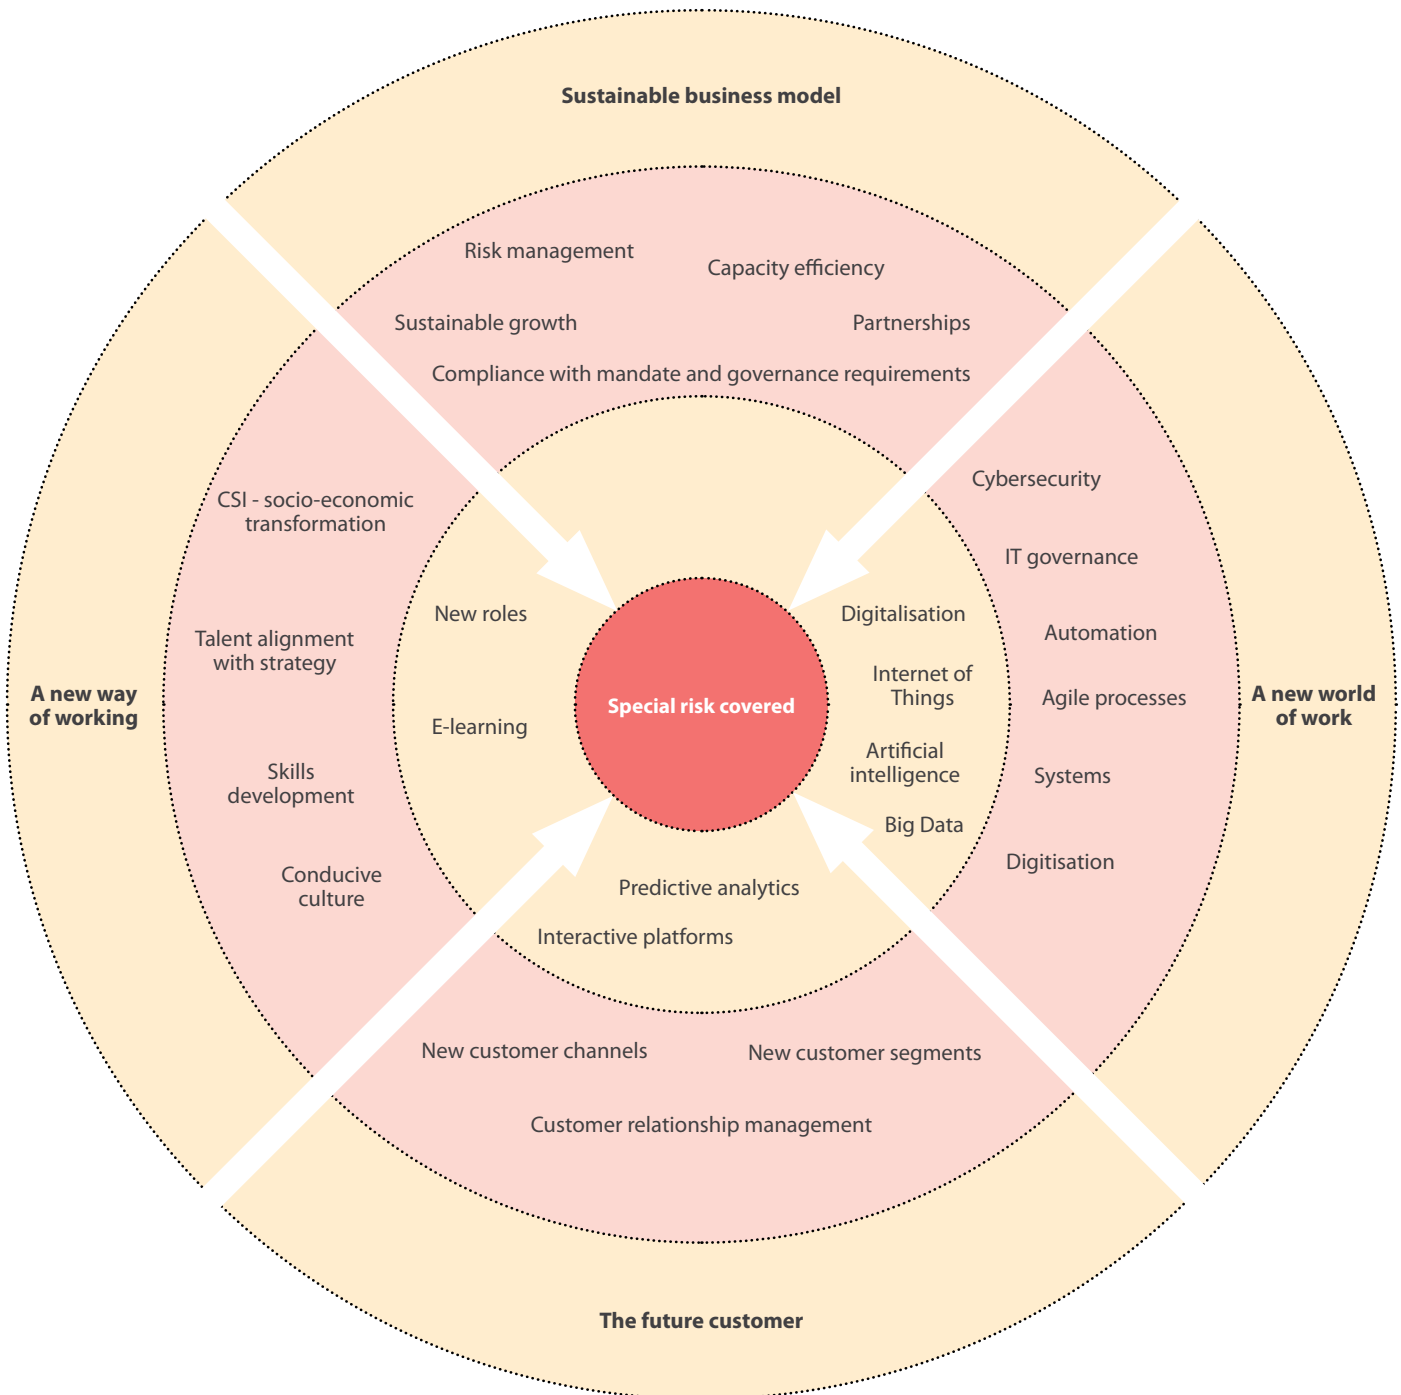 Sustainable business model
Risk management
Capacity efficiency
Sustainable growth
Partnerships
Compliance with mandate and governance requirements
Cybersecurity
IT governance
Automation
Agile processes
Systems
Digitisation
A new world
of work
Digitalisation
Internet of
Things
Artificial
intelligence
Big Data
Special risk covered
New roles
E-learning
CSI - socio-economic
transformation
Talent alignment
with strategy
Skills
development
Conducive
culture
A new way
of working
Predictive analytics
Interactive platforms
New customer channels
New customer segments
Customer relationship management
The future customer